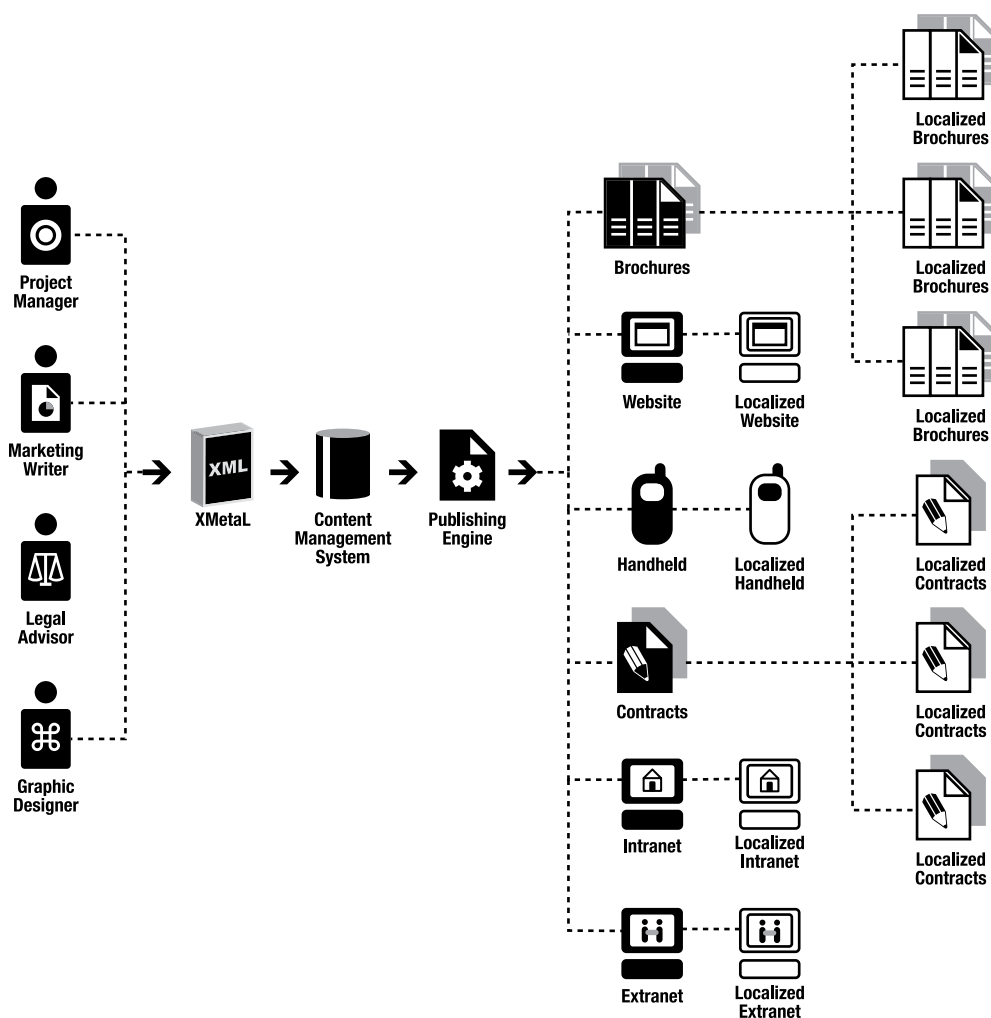 Project
Manager
Marketing
Writer
Legal
Advisor
Graphic
Designer
XML
XMetaL
Content
Management
System
Publishing
Engine
Brochures
Website
Localized
Website
Handheld
Localized
Handheld
Contracts
Intranet
Localized
Intranet
Extranet
Localized
Extranet
Localized
Brochures
Localized
Brochures
Localized
Brochures
Localized
Contracts
Localized
Contracts
Localized
Contracts